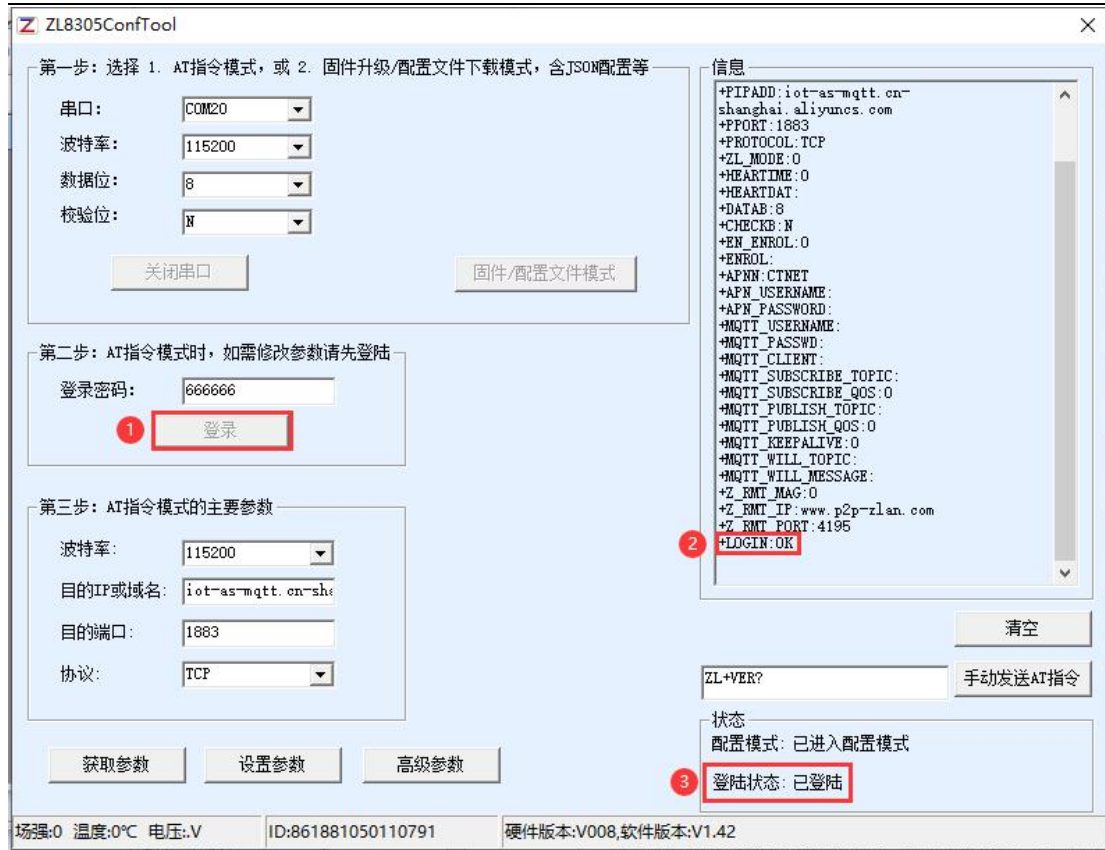 ZL8305ConfTool
第一步：选择 1. AT指令模式，或 2. 固件升级/配置文件下载模式，含JSON配置等
串口：
COM20
波特率：
115200
数据位：
8
校验位：
N
关闭串口
固件/配置文件模式
第二步：AT指令模式时，如需修改参数请先登陆
登录密码：
666666
1
登录
第三步：AT指令模式的主要参数
波特率：
115200
目的IP或域名：
iot-as-mqtt.cn-sha
目的端口：
1883
协议：
TCP
获取参数
设置参数
高级参数
信息
+PIPADD:iot-as-mqtt.cn-
shanghai.aliyuncs.com
+PPORT:1883
+PROTOCOL:TCP
+ZL_MODE:0
+HEARTIME:0
+HEARTDAT:
+DATAB:8
+CHECKB:N
+EN_ENROL:0
+ENROL:
+APNN:CTNET
+APN_USERNAME:
+APN_PASSWORD:
+MQTT_USERNAME:
+MQTT_PASSWD:
+MQTT_CLIENT:
+MQTT_SUBSCRIBE_TOPIC:
+MQTT_SUBSCRIBE_QOS:0
+MQTT_PUBLISH_TOPIC:
+MQTT_PUBLISH_QOS:0
+MQTT_KEEPALIVE:0
+MQTT_WILL_TOPIC:
+MQTT_WILL_MESSAGE:
+Z_RMT_MAG:0
+Z_RMT_IP:www.p2p-zlan.com
+Z_RMT_PORT:4195
2
+LOGIN:OK
清空
ZL+VER?
手动发送AT指令
状态
配置模式：已进入配置模式
3
登陆状态：已登陆
场强:0 温度:0℃ 电压:.V
ID:861881050110791
硬件版本:V008,软件版本:V1.42